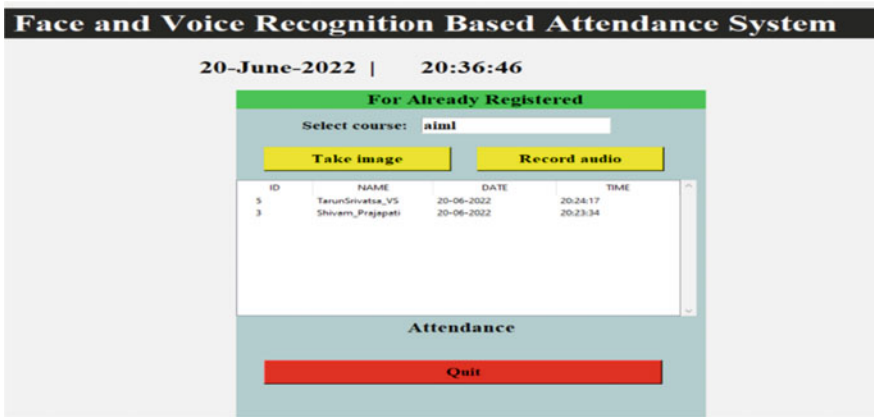 Face and Voice Recognition Based Attendance System
20-June-2022 | 20:36:46
For Already Registered
Select course: aiml
Take image Record audio
ID NAME DATE TIME
5 TarunSrivatsa_VS 20-06-2022 20:24:17
3 Shivam_Prajapati 20-06-2022 20:23:34
Attendance
Quit